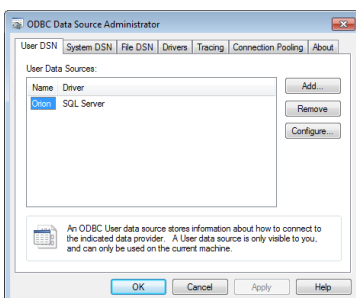 ODBC Data Source Administrator
User DSN System DSN File DSN Drivers Tracing Connection Pooling About
User Data Sources:
Name Driver
Orion SQL Server
Add...
Remove
Configure...
An ODBC User data source stores information about how to connect to
the indicated data provider. A User data source is only visible to you,
and can only be used on the current machine.
OK Cancel Apply Help